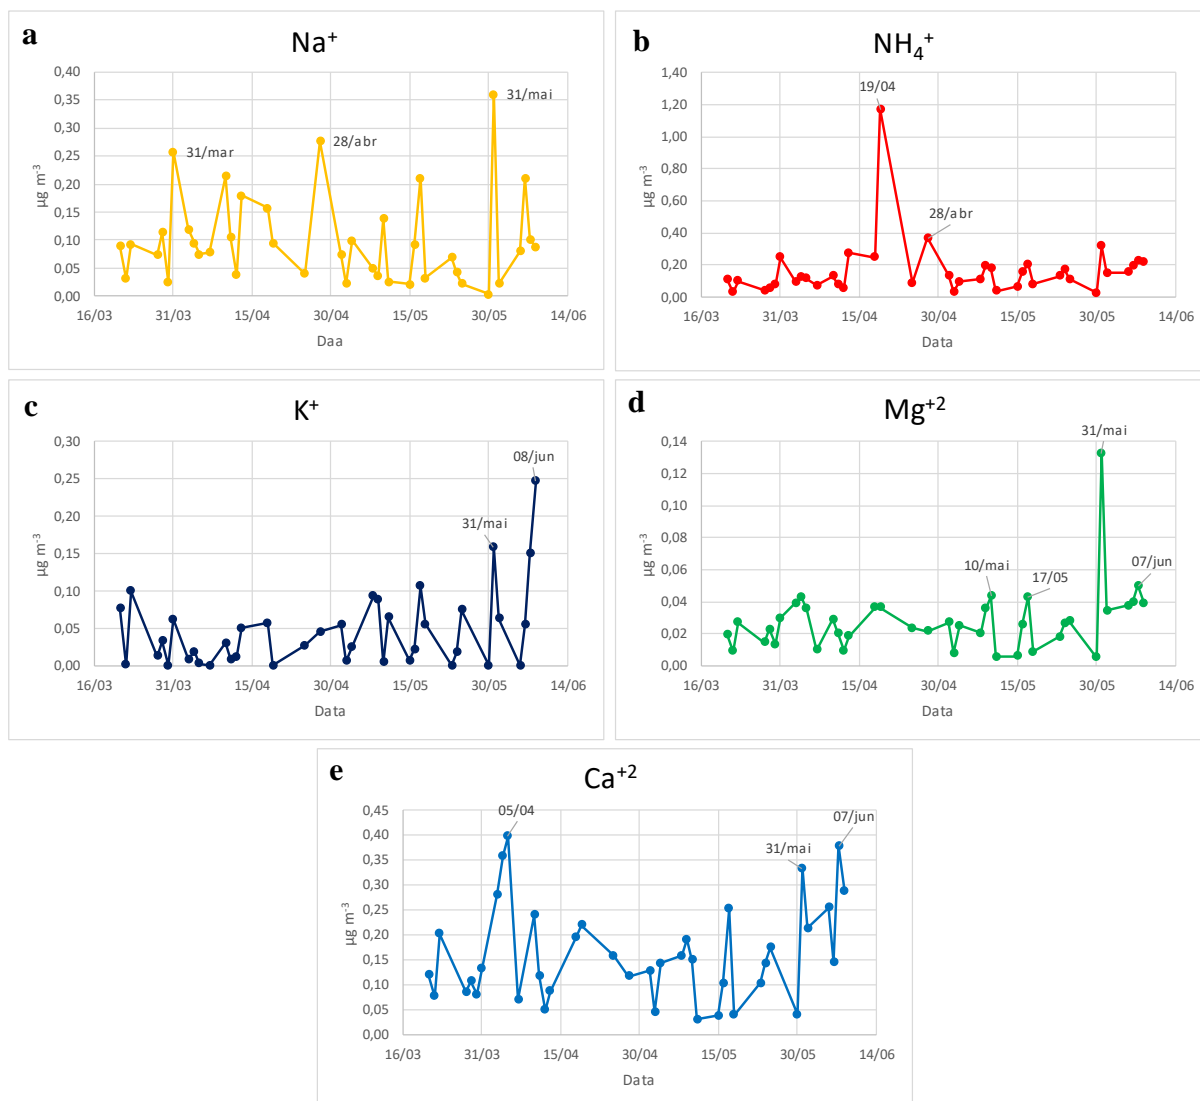 a
Na⁺
µg m⁻³
0,40
0,35
0,30
0,25
0,20
0,15
0,10
0,05
0,00
31/mar
28/abr
31/mai
16/03 31/03 15/04 30/04 15/05 30/05 14/06
Daa
b
NH₄⁺
µg m⁻³
1,40
1,20
1,00
0,80
0,60
0,40
0,20
0,00
19/04
28/abr
16/03 31/03 15/04 30/04 15/05 30/05 14/06
Data
c
K⁺
µg m⁻³
0,30
0,25
0,20
0,15
0,10
0,05
0,00
31/mai
08/jun
16/03 31/03 15/04 30/04 15/05 30/05 14/06
Data
d
Mg⁺²
µg m⁻³
0,14
0,12
0,10
0,08
0,06
0,04
0,02
0,00
10/mai
17/05
31/mai
07/jun
16/03 31/03 15/04 30/04 15/05 30/05 14/06
Data
e
Ca⁺²
µg m⁻³
0,45
0,40
0,35
0,30
0,25
0,20
0,15
0,10
0,05
0,00
05/04
31/mai
07/jun
16/03 31/03 15/04 30/04 15/05 30/05 14/06
Data